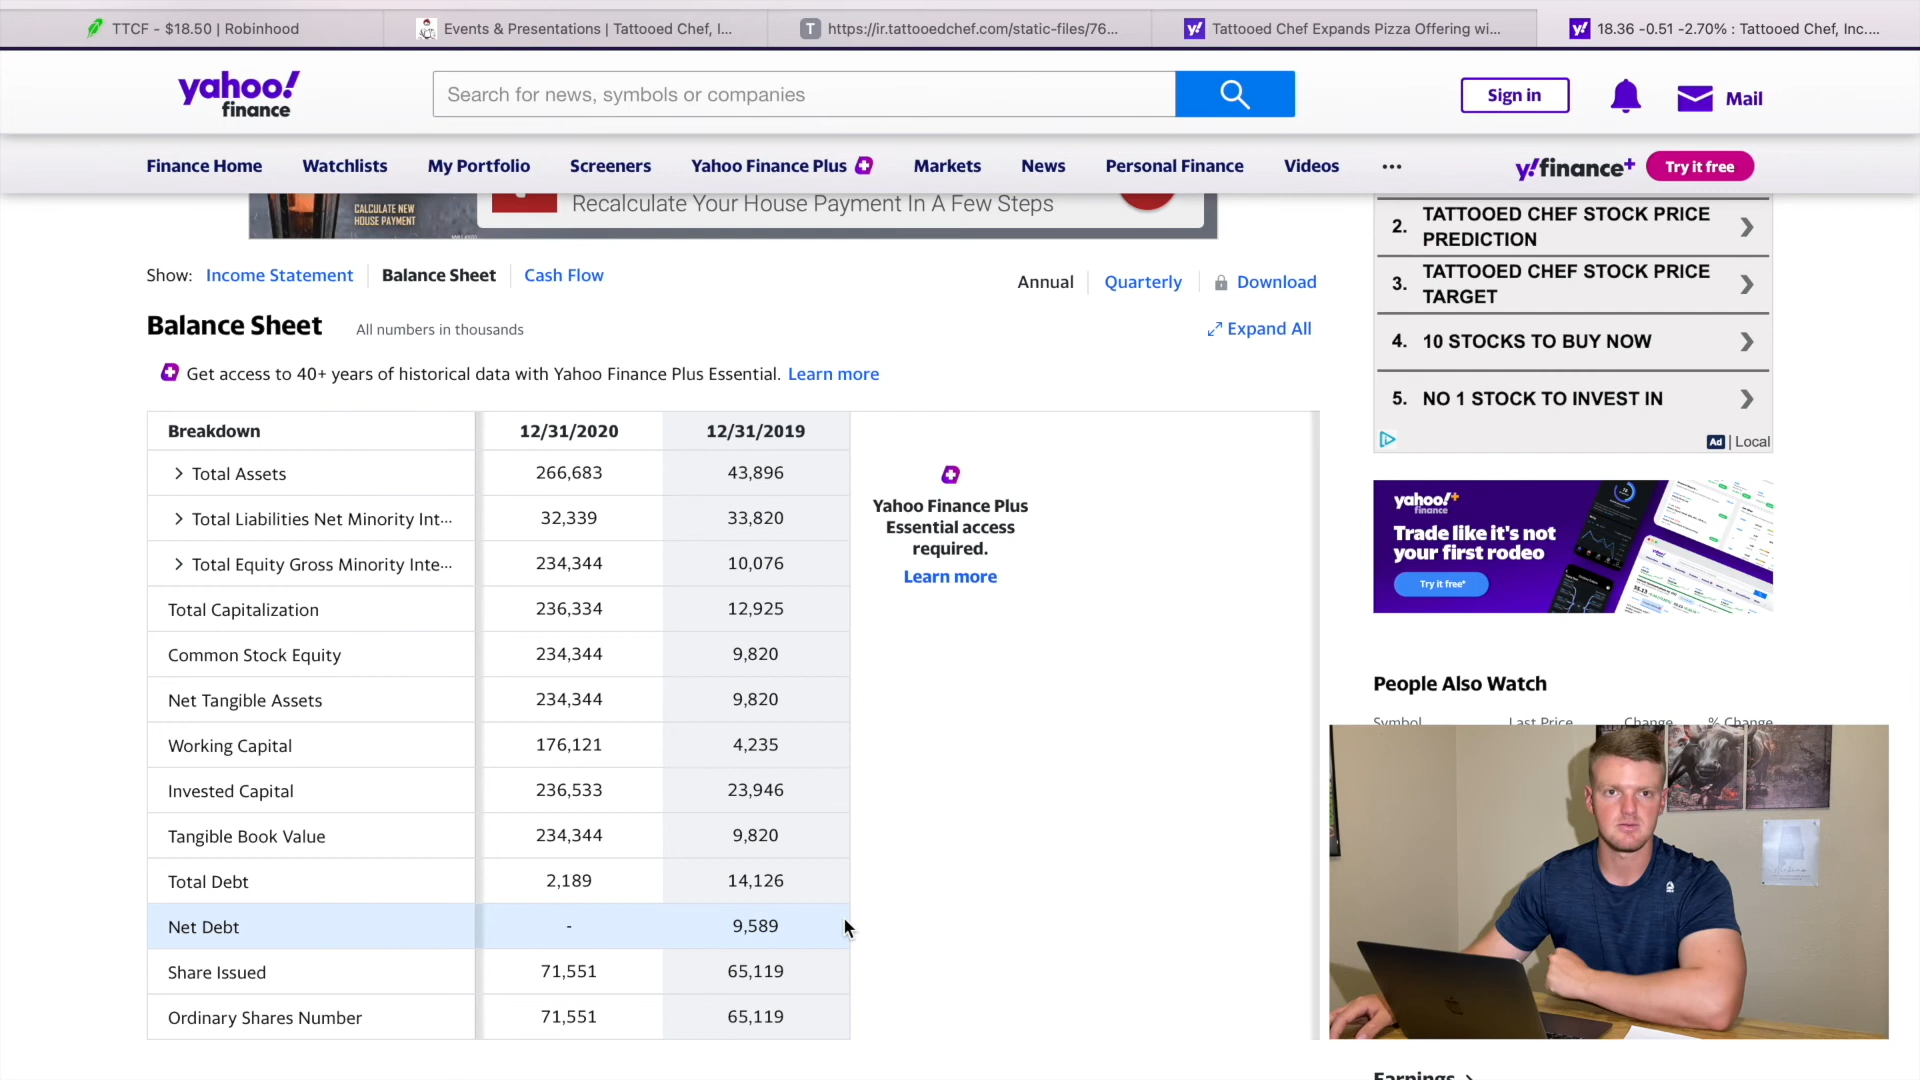 TTCF - $18.50 | Robinhood
Events & Presentations | Tattooed Chef, I...
T
https://ir.tattooedchef.com/static-files/76...
y! Tattooed Chef Expands Pizza Offering wi...
y! 18.36 -0.51 -2.70% : Tattooed Chef, Inc....
yahoo!
finance
Search for news, symbols or companies
Sign in
Mail
Finance Home
Watchlists
My Portfolio
Screeners
Yahoo Finance Plus
Markets
News
Personal Finance
Videos
...
y!finance+
Try it free
CALCULATE NEW
HOUSE PAYMENT
Recalculate Your House Payment In A Few Steps
2. TATTOOED CHEF STOCK PRICE
PREDICTION
3. TATTOOED CHEF STOCK PRICE
TARGET
4. 10 STOCKS TO BUY NOW
5. NO 1 STOCK TO INVEST IN
Ad | Local
Show: Income Statement Balance Sheet Cash Flow
Annual Quarterly Download
Balance Sheet All numbers in thousands
Expand All
Get access to 40+ years of historical data with Yahoo Finance Plus Essential. Learn more
Breakdown 12/31/2020 12/31/2019
Total Assets 266,683 43,896
Total Liabilities Net Minority Int... 32,339 33,820
Total Equity Gross Minority Inte... 234,344 10,076
Total Capitalization 236,334 12,925
Common Stock Equity 234,344 9,820
Net Tangible Assets 234,344 9,820
Working Capital 176,121 4,235
Invested Capital 236,533 23,946
Tangible Book Value 234,344 9,820
Total Debt 2,189 14,126
Net Debt - 9,589
Share Issued 71,551 65,119
Ordinary Shares Number 71,551 65,119
Yahoo Finance Plus
Essential access
required.
Learn more
yahoo!+
finance
Trade like it's not
your first rodeo
Try it free*
People Also Watch
Symbol Last Price Change % Change
Earnings >